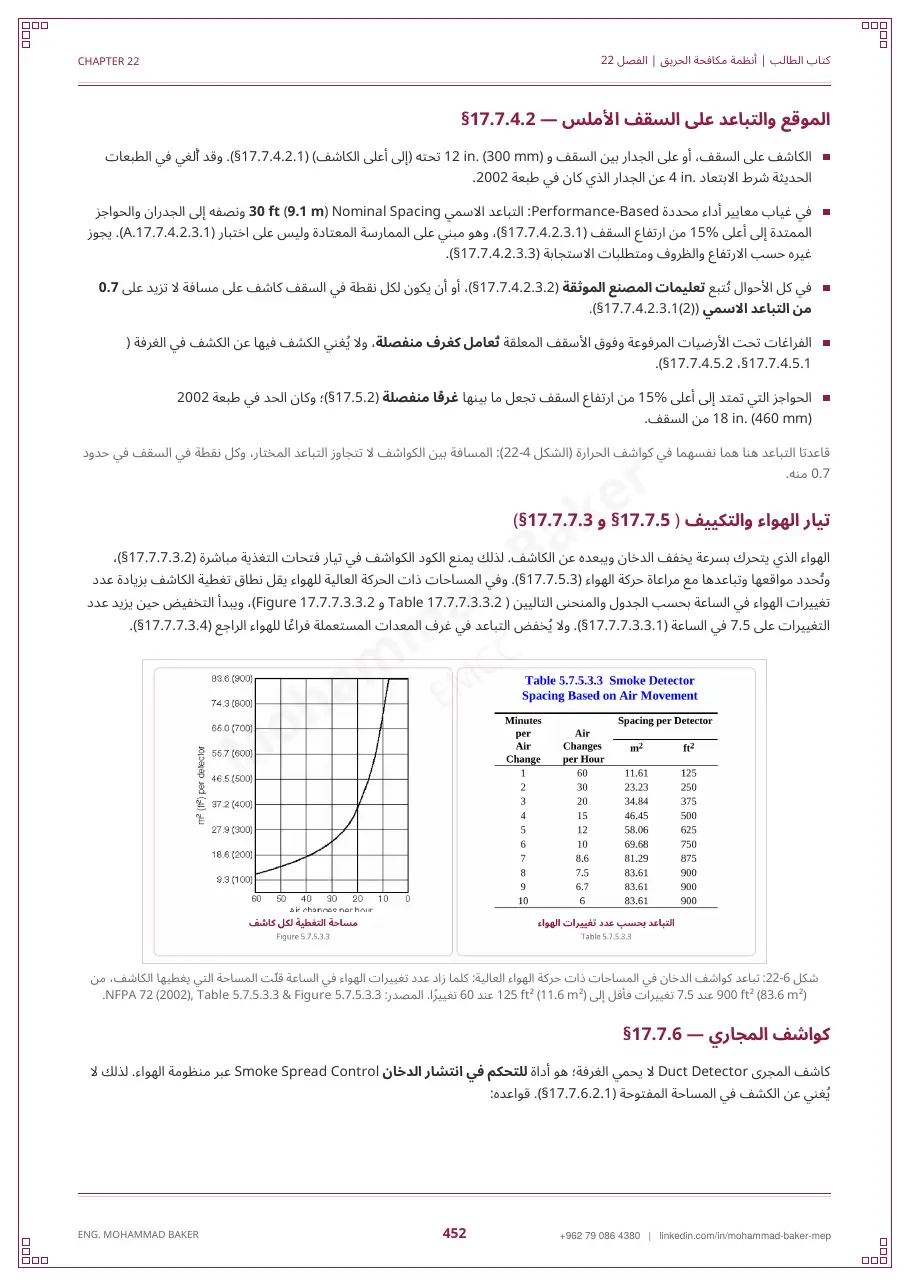 كتاب الطالب | أنظمة مكافحة الحريق | الفصل 22
CHAPTER 22
الموقع والتباعد على السقف الأملس — §17.7.4.2
الكاشف على السقف، أو على الجدار بين السقف و 12 in. (300 mm) تحته (إلى أعلى الكاشف) (§17.7.4.2.1). وقد أُلغي في الطبعات
الحديثة شرط الابتعاد 4 in. عن الجدار الذي كان في طبعة 2002.
في غياب معايير أداء محددة Performance-Based: التباعد الاسمي Nominal Spacing 30 ft (9.1 m) ونصفه إلى الجدران والحواجز
الممتدة إلى أعلى 15% من ارتفاع السقف (§17.7.4.2.3.1)، وهو مبني على الممارسة المعتادة وليس على اختبار (A.17.7.4.2.3.1). يجوز
غيره حسب الارتفاع والظروف ومتطلبات الاستجابة (§17.7.4.2.3.3).
في كل الأحوال تُتبع تعليمات المصنع الموثقة (§17.7.4.2.3.2)، أو أن يكون لكل نقطة في السقف كاشف على مسافة لا تزيد على 0.7
من التباعد الاسمي (§17.7.4.2.3.1(2)).
الفراغات تحت الأرضيات المرفوعة وفوق الأسقف المعلقة تُعامل كغرف منفصلة، ولا يُغني الكشف فيها عن الكشف في الغرفة (
§17.7.4.5.1، §17.7.4.5.2).
الحواجز التي تمتد إلى أعلى 15% من ارتفاع السقف تجعل ما بينها غرفًا منفصلة (§17.5.2)؛ وكان الحد في طبعة 2002
18 in. (460 mm) من السقف.
قاعدتا التباعد هنا هما نفسهما في كواشف الحرارة (الشكل 4-22): المسافة بين الكواشف لا تتجاوز التباعد المختار، وكل نقطة في السقف في حدود
0.7 منه.
تيار الهواء والتكييف ( §17.7.5 و §17.7.7.3)
الهواء الذي يتحرك بسرعة يخفف الدخان ويبعده عن الكاشف. لذلك يمنع الكود الكواشف في تيار فتحات التغذية مباشرة (§17.7.7.3.2)،
وتُحدد مواقعها وتباعدها مع مراعاة حركة الهواء (§17.7.5.3). وفي المساحات ذات الحركة العالية للهواء يقل نطاق تغطية الكاشف بزيادة عدد
تغييرات الهواء في الساعة بحسب الجدول والمنحنى التاليين ( Table 17.7.7.3.3.2 و Figure 17.7.7.3.3.2)، ويبدأ التخفيض حين يزيد عدد
التغييرات على 7.5 في الساعة (§17.7.7.3.3.1). ولا يُخفض التباعد في غرف المعدات المستعملة فراغًا للهواء الراجع (§17.7.7.3.4).
83.6 (900)
74.3 (800)
66.0 (700)
55.7 (600)
46.5 (500)
37.2 (400)
27.9 (300)
18.6 (200)
9.3 (100)
m² (ft²) per detector
60 50 40 30 20 10 0
Air changes per hour
مساحة التغطية لكل كاشف
Figure 5.7.5.3.3
Table 5.7.5.3.3 Smoke Detector
Spacing Based on Air Movement
Minutes per Air Change | Air Changes per Hour | Spacing per Detector
m² ft²
1 60 11.61 125
2 30 23.23 250
3 20 34.84 375
4 15 46.45 500
5 12 58.06 625
6 10 69.68 750
7 8.6 81.29 875
8 7.5 83.61 900
9 6.7 83.61 900
10 6 83.61 900
التباعد بحسب عدد تغييرات الهواء
Table 5.7.5.3.3
شكل 6-22: تباعد كواشف الدخان في المساحات ذات حركة الهواء العالية: كلما زاد عدد تغييرات الهواء في الساعة قلّت المساحة التي يغطيها الكاشف، من
900 ft² (83.6 m²) عند 7.5 تغييرات فأقل إلى 125 ft² (11.6 m²) عند 60 تغييرًا. المصدر: NFPA 72 (2002), Table 5.7.5.3.3 & Figure 5.7.5.3.3.
كواشف المجاري — §17.7.6
كاشف المجرى Duct Detector لا يحمي الغرفة؛ هو أداة للتحكم في انتشار الدخان Smoke Spread Control عبر منظومة الهواء. لذلك لا
يُغني عن الكشف في المساحة المفتوحة (§17.7.6.2.1). قواعده:
Mohammad Baker
EMCC
ENG. MOHAMMAD BAKER
452
+962 79 086 4380 | linkedin.com/in/mohammad-baker-mep